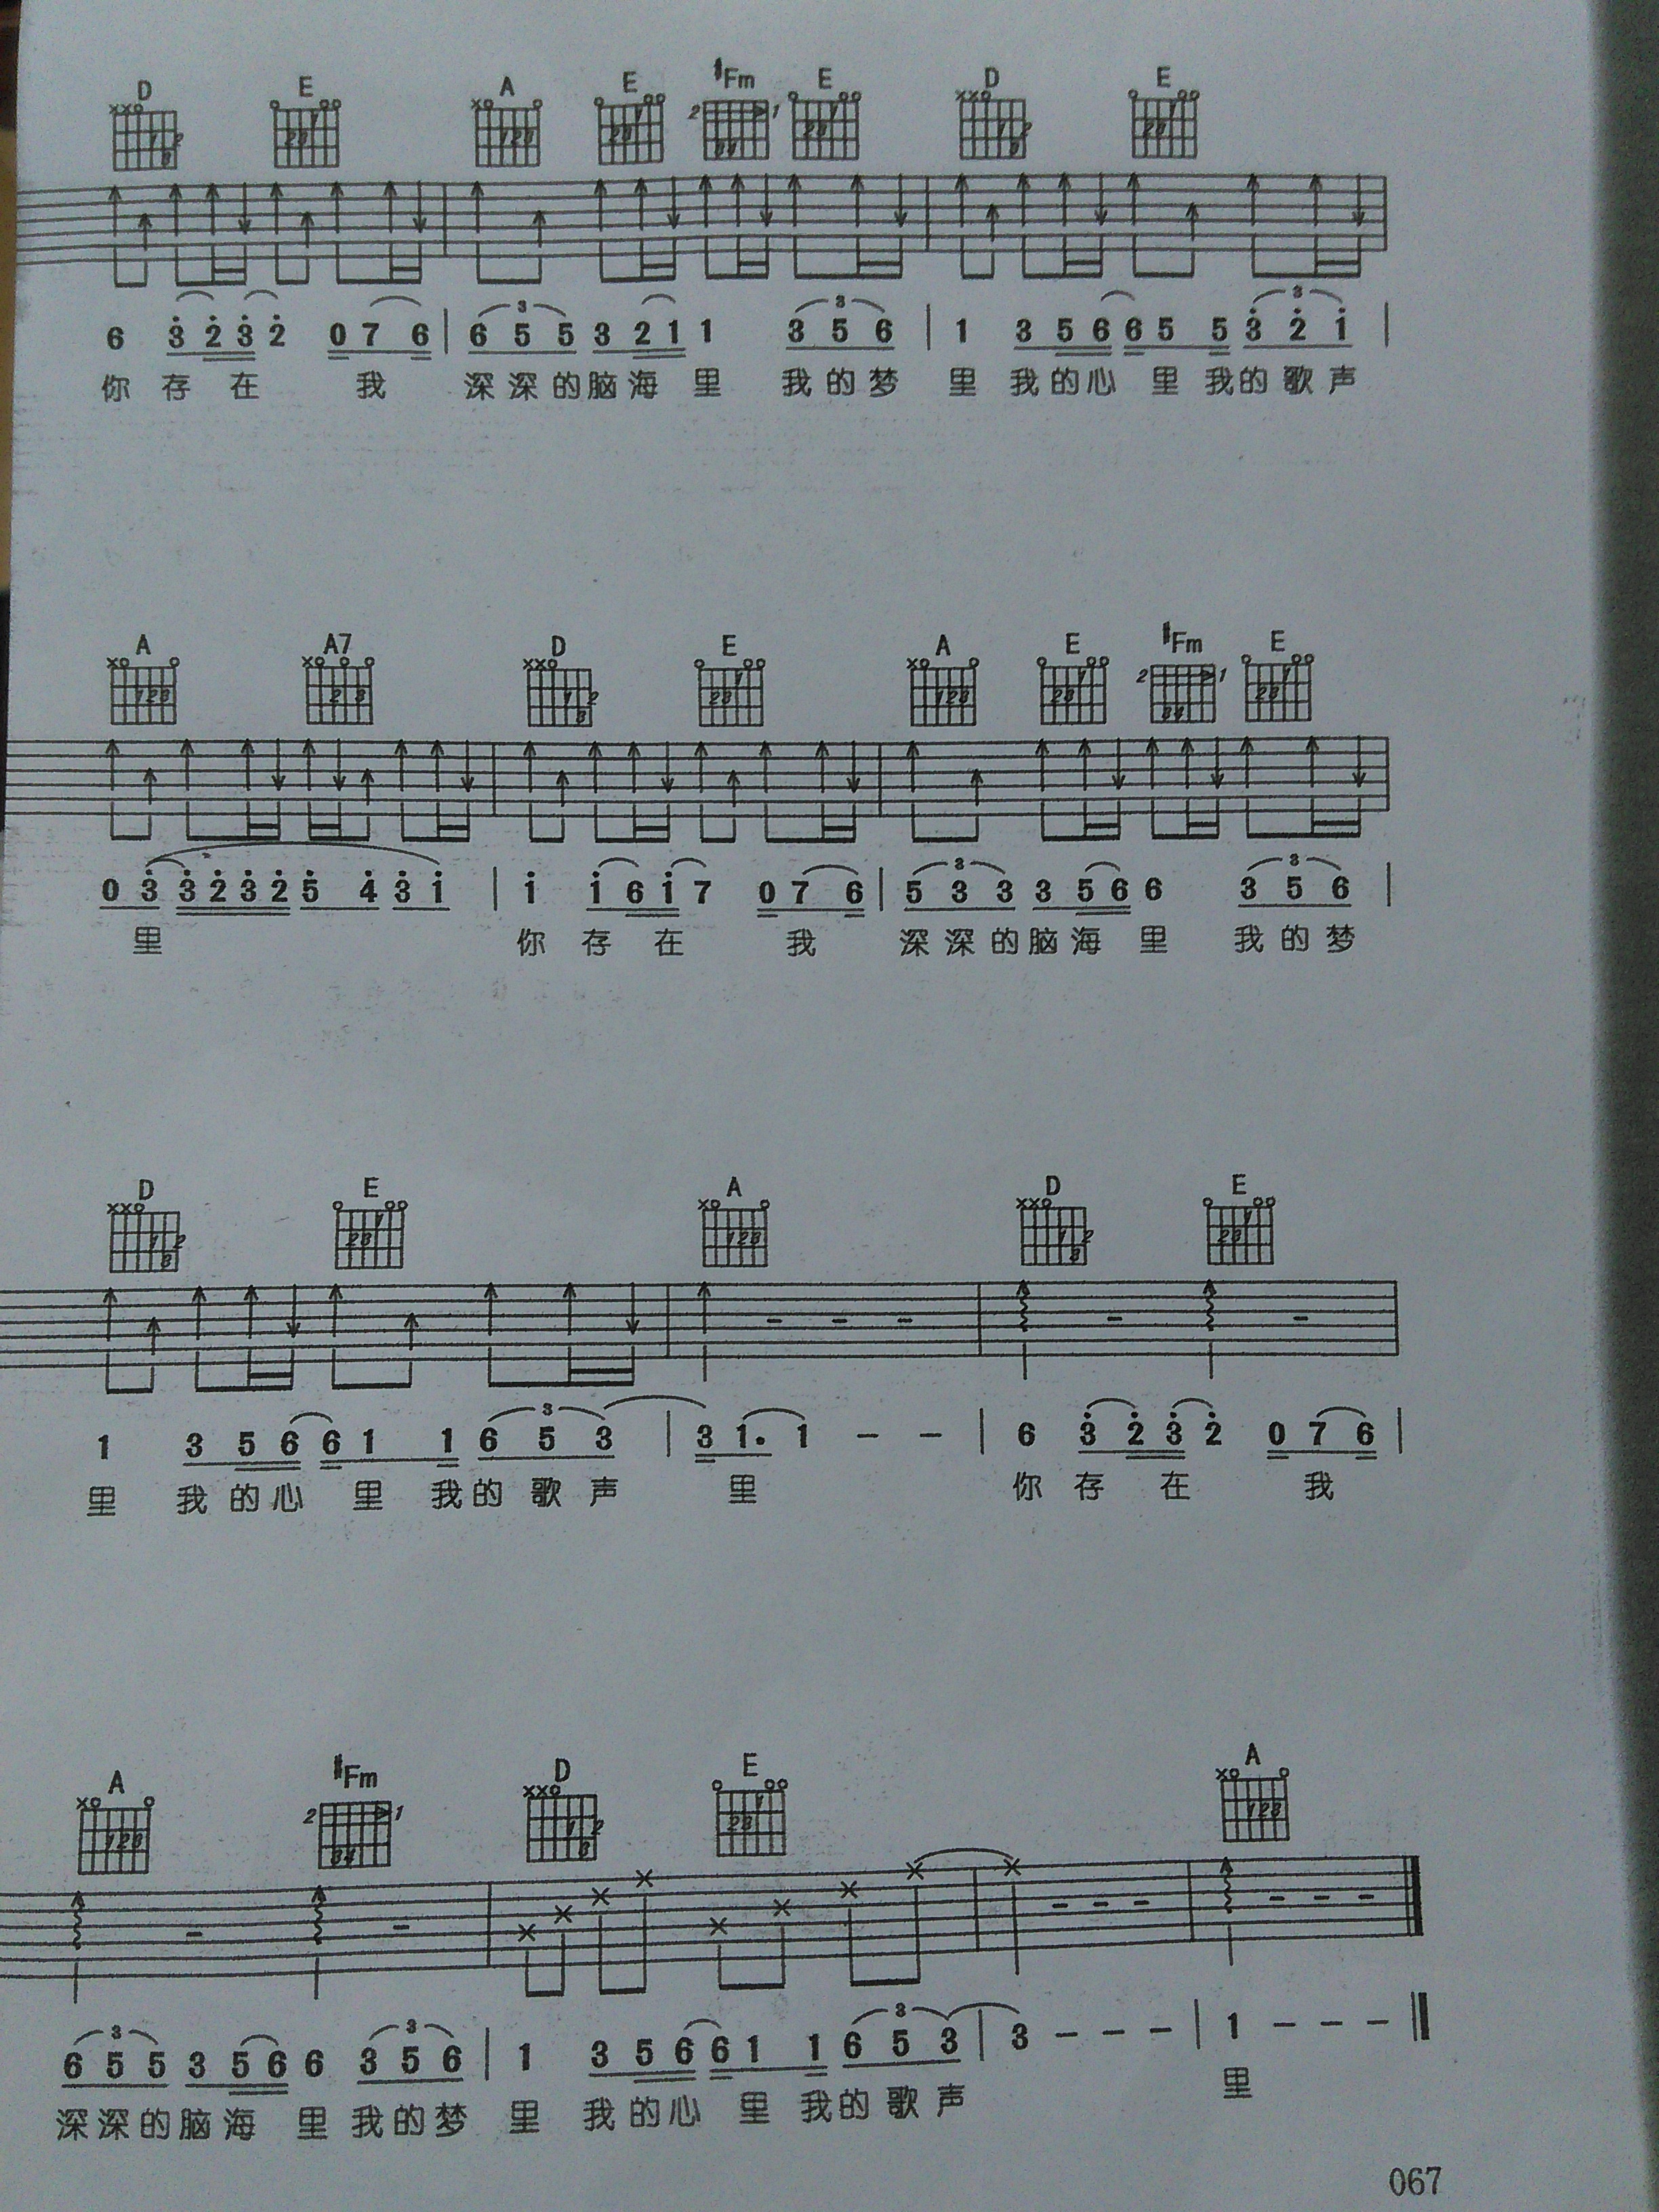 D E A E #Fm E D E
6 3 2 3 2 0 7 6 | 6 5 5 3 2 1 1 3 5 6 | 1 3 5 6 6 5 5 3 2 1 |
你存在我深深的脑海里我的梦里我的心里我的歌声
A A7 D E A E #Fm E
0 3 3 2 3 2 5 4 3 1 | 1 1 6 1 7 0 7 6 | 5 3 3 3 5 6 6 3 5 6 |
里你存在我深深的脑海里我的梦
D E A D E
1 3 5 6 6 1 1 6 5 3 | 3 1. 1 - - | 6 3 2 3 2 0 7 6 |
里我的心里我的歌声里你存在我
A #Fm D E A
6 5 5 3 5 6 6 3 5 6 | 1 3 5 6 6 1 1 6 5 3 | 3 - - - | 1 - - -
深深的脑海里我的梦里我的心里我的歌声里
067